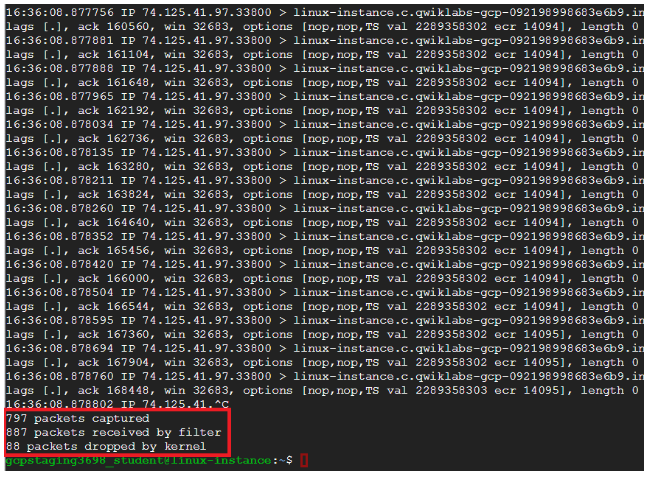 16:36:08.877756 IP 74.125.41.97.33800 > linux-instance.c.qwiklabs-gcp-092198998683e6b9.in
lags [.], ack 160560, win 32683, options [nop,nop,TS val 2289358302 ecr 14094], length 0
16:36:08.877881 IP 74.125.41.97.33800 > linux-instance.c.qwiklabs-gcp-092198998683e6b9.in
lags [.], ack 161104, win 32683, options [nop,nop,TS val 2289358302 ecr 14094], length 0
16:36:08.877888 IP 74.125.41.97.33800 > linux-instance.c.qwiklabs-gcp-092198998683e6b9.in
lags [.], ack 161648, win 32683, options [nop,nop,TS val 2289358302 ecr 14094], length 0
16:36:08.877965 IP 74.125.41.97.33800 > linux-instance.c.qwiklabs-gcp-092198998683e6b9.in
lags [.], ack 162192, win 32683, options [nop,nop,TS val 2289358302 ecr 14094], length 0
16:36:08.878034 IP 74.125.41.97.33800 > linux-instance.c.qwiklabs-gcp-092198998683e6b9.in
lags [.], ack 162736, win 32683, options [nop,nop,TS val 2289358302 ecr 14094], length 0
16:36:08.878135 IP 74.125.41.97.33800 > linux-instance.c.qwiklabs-gcp-092198998683e6b9.in
lags [.], ack 163280, win 32683, options [nop,nop,TS val 2289358302 ecr 14094], length 0
16:36:08.878211 IP 74.125.41.97.33800 > linux-instance.c.qwiklabs-gcp-092198998683e6b9.in
lags [.], ack 163824, win 32683, options [nop,nop,TS val 2289358302 ecr 14094], length 0
16:36:08.878260 IP 74.125.41.97.33800 > linux-instance.c.qwiklabs-gcp-092198998683e6b9.in
lags [.], ack 164640, win 32683, options [nop,nop,TS val 2289358302 ecr 14094], length 0
16:36:08.878352 IP 74.125.41.97.33800 > linux-instance.c.qwiklabs-gcp-092198998683e6b9.in
lags [.], ack 165456, win 32683, options [nop,nop,TS val 2289358302 ecr 14094], length 0
16:36:08.878420 IP 74.125.41.97.33800 > linux-instance.c.qwiklabs-gcp-092198998683e6b9.in
lags [.], ack 166000, win 32683, options [nop,nop,TS val 2289358302 ecr 14094], length 0
16:36:08.878504 IP 74.125.41.97.33800 > linux-instance.c.qwiklabs-gcp-092198998683e6b9.in
lags [.], ack 166544, win 32683, options [nop,nop,TS val 2289358302 ecr 14094], length 0
16:36:08.878595 IP 74.125.41.97.33800 > linux-instance.c.qwiklabs-gcp-092198998683e6b9.in
lags [.], ack 167360, win 32683, options [nop,nop,TS val 2289358302 ecr 14095], length 0
16:36:08.878694 IP 74.125.41.97.33800 > linux-instance.c.qwiklabs-gcp-092198998683e6b9.in
lags [.], ack 167904, win 32683, options [nop,nop,TS val 2289358302 ecr 14095], length 0
16:36:08.878760 IP 74.125.41.97.33800 > linux-instance.c.qwiklabs-gcp-092198998683e6b9.in
lags [.], ack 168448, win 32683, options [nop,nop,TS val 2289358303 ecr 14095], length 0
16:36:08.878802 IP 74.125.41.^C
797 packets captured
887 packets received by filter
88 packets dropped by kernel
gcpstaging3698_student@linux-instance:~$